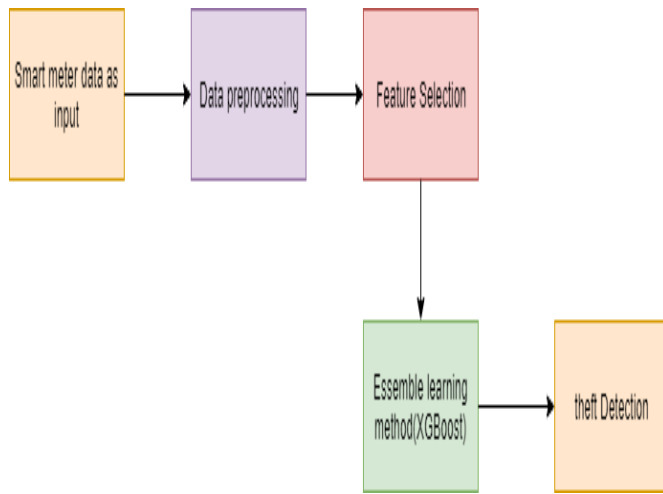 Smart meter data as
input
Data preprocessing
Feature Selection
Essemble learning
method(XGBoost)
theft Detection